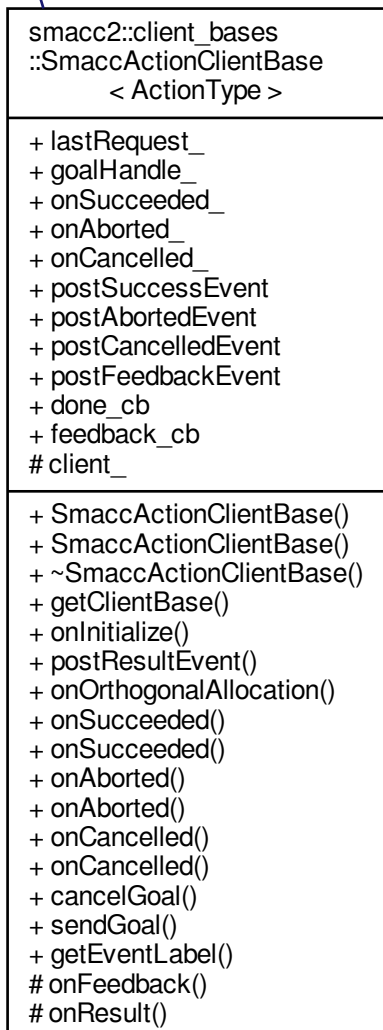 smacc2::client_bases
::SmaccActionClientBase
< ActionType >
+ lastRequest_
+ goalHandle_
+ onSucceeded_
+ onAborted_
+ onCancelled_
+ postSuccessEvent
+ postAbortedEvent
+ postCancelledEvent
+ postFeedbackEvent
+ done_cb
+ feedback_cb
# client_
+ SmaccActionClientBase()
+ SmaccActionClientBase()
+ ~SmaccActionClientBase()
+ getClientBase()
+ onInitialize()
+ postResultEvent()
+ onOrthogonalAllocation()
+ onSucceeded()
+ onSucceeded()
+ onAborted()
+ onAborted()
+ onCancelled()
+ onCancelled()
+ cancelGoal()
+ sendGoal()
+ getEventLabel()
# onFeedback()
# onResult()